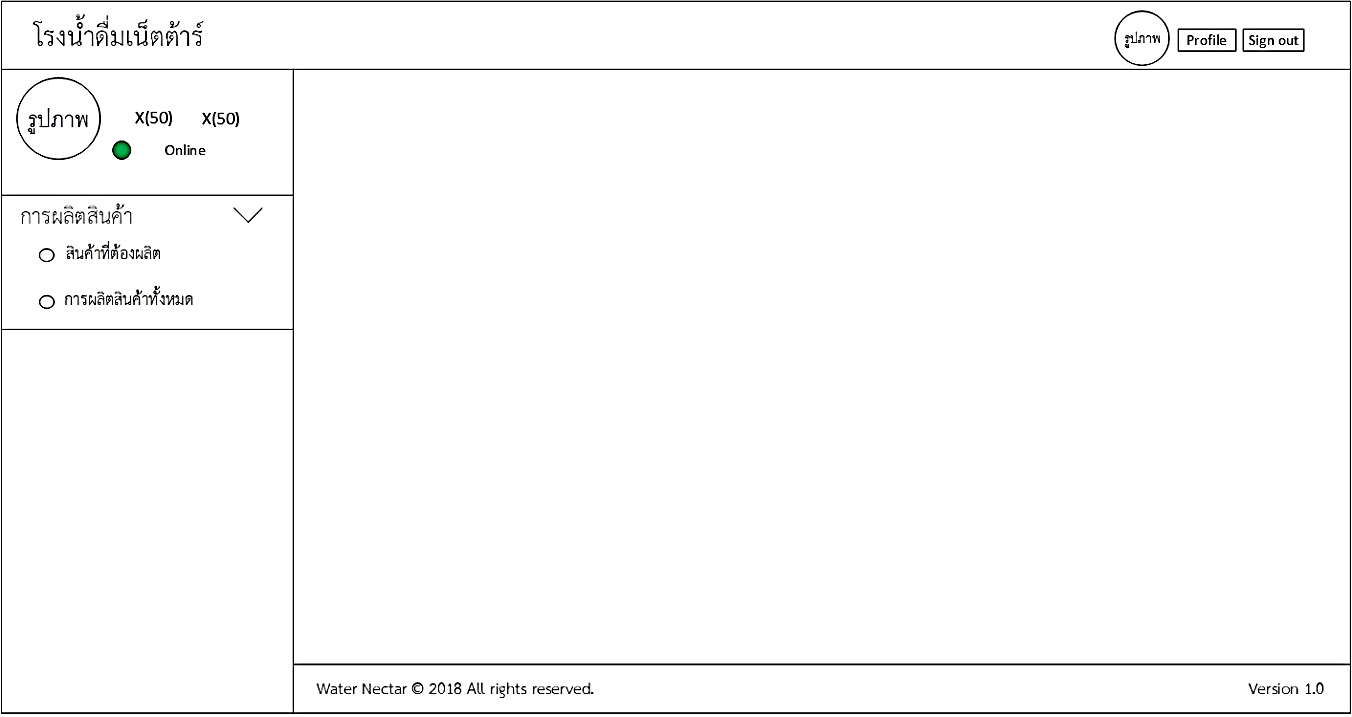 โรงน้ำดื่มเน็ตต้าร์
รูปภาพ Profile Sign out
รูปภาพ X(50) X(50)
Online
การผลิตสินค้า
สินค้าที่ต้องผลิต
การผลิตสินค้าทั้งหมด
Water Nectar © 2018 All rights reserved. Version 1.0